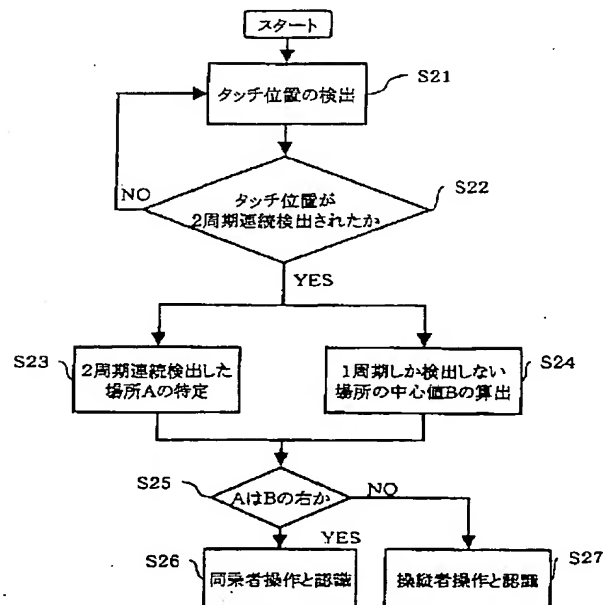 スタート
タッチ位置の検出
S21
NO
タッチ位置が
2周期連続検出されたか
S22
YES
S23
2周期連続検出した
場所Aの特定
1周期しか検出しない
場所の中心値Bの算出
S24
S25
AはBの右か
NO
YES
S26
同乗者操作と認識
操縦者操作と認識
S27